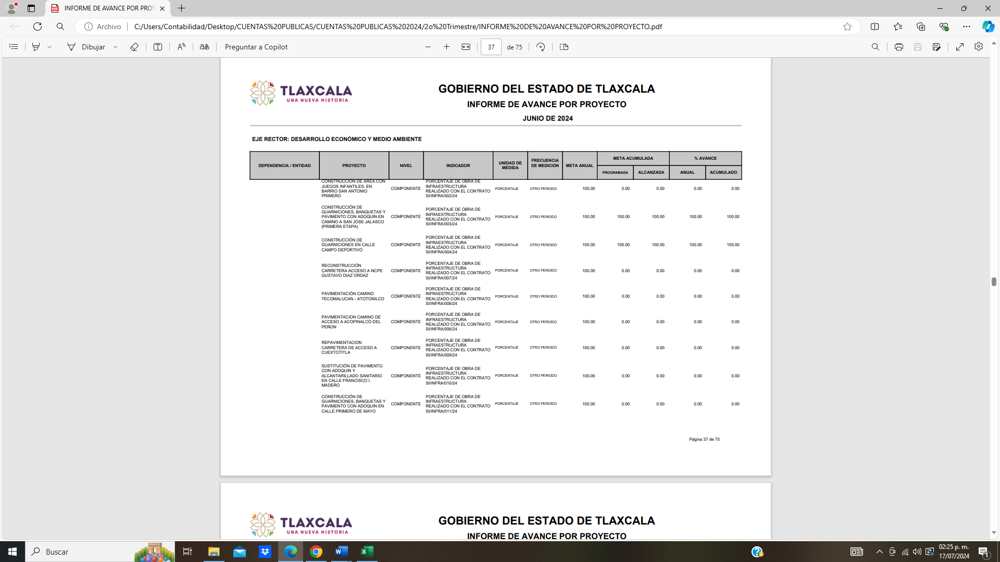 INFORME DE AVANCE POR PROY
Archivo
C:/Users/Contabilidad/Desktop/CUENTAS%20PUBLICAS/CUENTAS%20PUBLICAS%202024/2o%20Trimestre/INFORME%20DE%20AVANCE%20POR%20PROYECTO.pdf
Dibujar
Preguntar a Copilot
37 de 75
TLAXCALA
UNA NUEVA HISTORIA
GOBIERNO DEL ESTADO DE TLAXCALA
INFORME DE AVANCE POR PROYECTO
JUNIO DE 2024
EJE RECTOR: DESARROLLO ECONÓMICO Y MEDIO AMBIENTE
DEPENDENCIA / ENTIDAD
PROYECTO
NIVEL
INDICADOR
UNIDAD DE
MEDIDA
FRECUENCIA
DE MEDICIÓN
META ANUAL
META ACUMULADA
PROGRAMADA
ALCANZADA
% AVANCE
ANUAL
ACUMULADO
CONSTRUCCIÓN DE ÁREA CON
JUEGOS INFANTILES, EN
BARRIO SAN ANTONIO
PRIMERO
COMPONENTE
PORCENTAJE DE OBRA DE
INFRAESTRUCTURA
REALIZADO CON EL CONTRATO
SI/INFRA/002/24
PORCENTAJE
OTRO PERIODO
100.00
0.00
0.00
0.00
0.00
CONSTRUCCIÓN DE
GUARNICIONES, BANQUETAS Y
PAVIMENTO CON ADOQUIN EN
CAMINO A SAN JOSE JALASCO
(PRIMERA ETAPA)
COMPONENTE
PORCENTAJE DE OBRA DE
INFRAESTRUCTURA
REALIZADO CON EL CONTRATO
SI/INFRA/003/24
PORCENTAJE
OTRO PERIODO
100.00
100.00
100.00
100.00
100.00
CONSTRUCCIÓN DE
GUARNICIONES EN CALLE
CAMPO DEPORTIVO
COMPONENTE
PORCENTAJE DE OBRA DE
INFRAESTRUCTURA
REALIZADO CON EL CONTRATO
SI/INFRA/004/24
PORCENTAJE
OTRO PERIODO
100.00
100.00
100.00
100.00
100.00
RECONSTRUCCIÓN
CARRETERA ACCESO A NCPE
GUSTAVO DIAZ ORDAZ
COMPONENTE
PORCENTAJE DE OBRA DE
INFRAESTRUCTURA
REALIZADO CON EL CONTRATO
SI/INFRA/007/24
PORCENTAJE
OTRO PERIODO
100.00
0.00
0.00
0.00
0.00
PAVIMENTACIÓN CAMINO
TECOMALUCAN - ATOTONILCO
COMPONENTE
PORCENTAJE DE OBRA DE
INFRAESTRUCTURA
REALIZADO CON EL CONTRATO
SI/INFRA/008/24
PORCENTAJE
OTRO PERIODO
100.00
0.00
0.00
0.00
0.00
PAVIMENTACION CAMINO DE
ACCESO A ACOPINALCO DEL
PEÑON
COMPONENTE
PORCENTAJE DE OBRA DE
INFRAESTRUCTURA
REALIZADO CON EL CONTRATO
SI/INFRA/006/24
PORCENTAJE
OTRO PERIODO
100.00
0.00
0.00
0.00
0.00
REPAVIMENTACION
CARRETERA DE ACCESO A
CUEXTOTITLA
COMPONENTE
PORCENTAJE DE OBRA DE
INFRAESTRUCTURA
REALIZADO CON EL CONTRATO
SI/INFRA/009/24
PORCENTAJE
OTRO PERIODO
100.00
0.00
0.00
0.00
0.00
SUSTITUCIÓN DE PAVIMENTO
CON ADOQUIN Y
ALCANTARILLADO SANITARIO
EN CALLE FRANCISCO I.
MADERO
COMPONENTE
PORCENTAJE DE OBRA DE
INFRAESTRUCTURA
REALIZADO CON EL CONTRATO
SI/INFRA/010/24
PORCENTAJE
OTRO PERIODO
100.00
0.00
0.00
0.00
0.00
CONSTRUCCIÓN DE
GUARNICIONES, BANQUETAS Y
PAVIMENTO CON ADOQUIN EN
CALLE PRIMERO DE MAYO
COMPONENTE
PORCENTAJE DE OBRA DE
INFRAESTRUCTURA
REALIZADO CON EL CONTRATO
SI/INFRA/011/24
PORCENTAJE
OTRO PERIODO
100.00
0.00
0.00
0.00
0.00
Página 37 de 75
TLAXCALA
UNA NUEVA HISTORIA
GOBIERNO DEL ESTADO DE TLAXCALA
INFORME DE AVANCE POR PROYECTO
Buscar
02:25 p. m.
17/07/2024
1